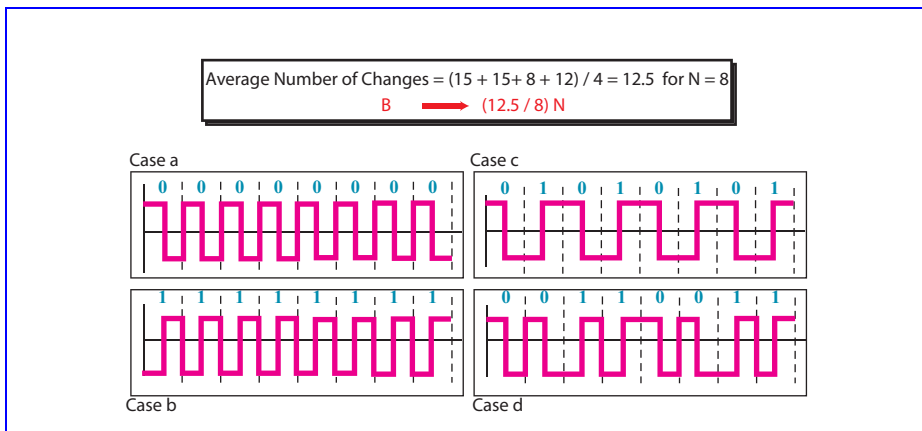 Average Number of Changes = (15 + 15+ 8 + 12) / 4 = 12.5 for N = 8
B (12.5 / 8) N
Case a
0 0 0 0 0 0 0 0
Case c
0 1 0 1 0 1 0 1
1 1 1 1 1 1 1 1
Case b
0 0 1 1 0 0 1 1
Case d